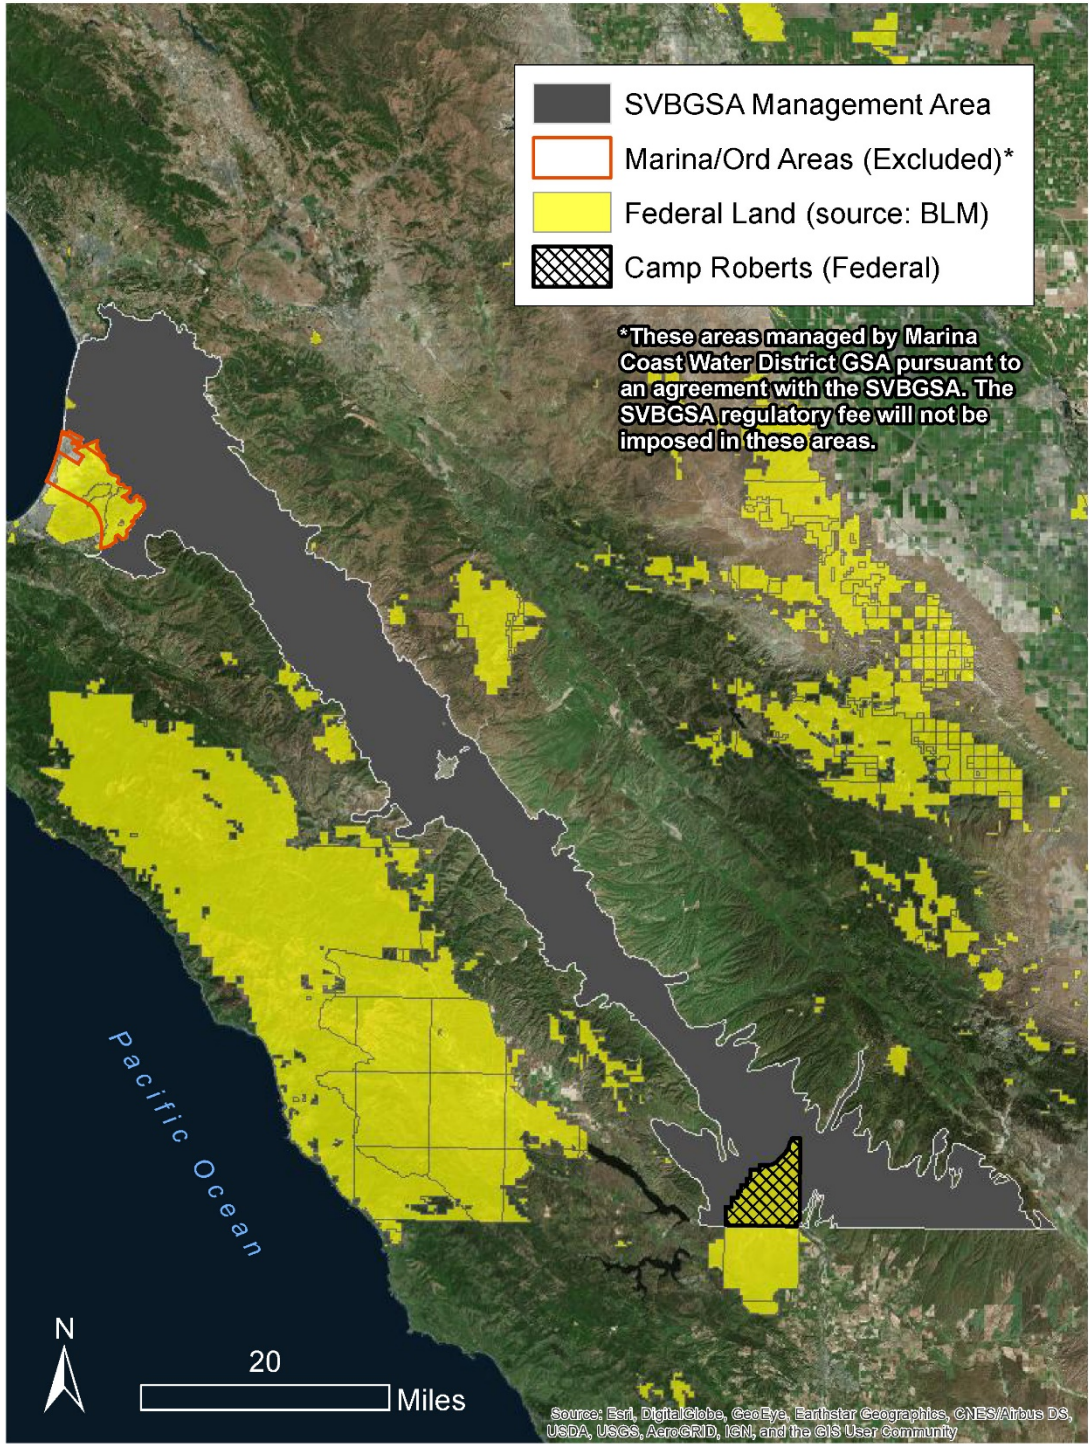 SVBGSA Management Area
Marina/Ord Areas (Excluded)*
Federal Land (source: BLM)
Camp Roberts (Federal)
*These areas managed by Marina
Coast Water District GSA pursuant to
an agreement with the SVBGSA. The
SVBGSA regulatory fee will not be
imposed in these areas.
Pacific Ocean
N
20
Miles
Source: Esri, DigitalGlobe, GeoEye, Earthstar Geographics, CNES/Airbus DS,
USDA, USGS, AeroGRID, IGN, and the GIS User Community